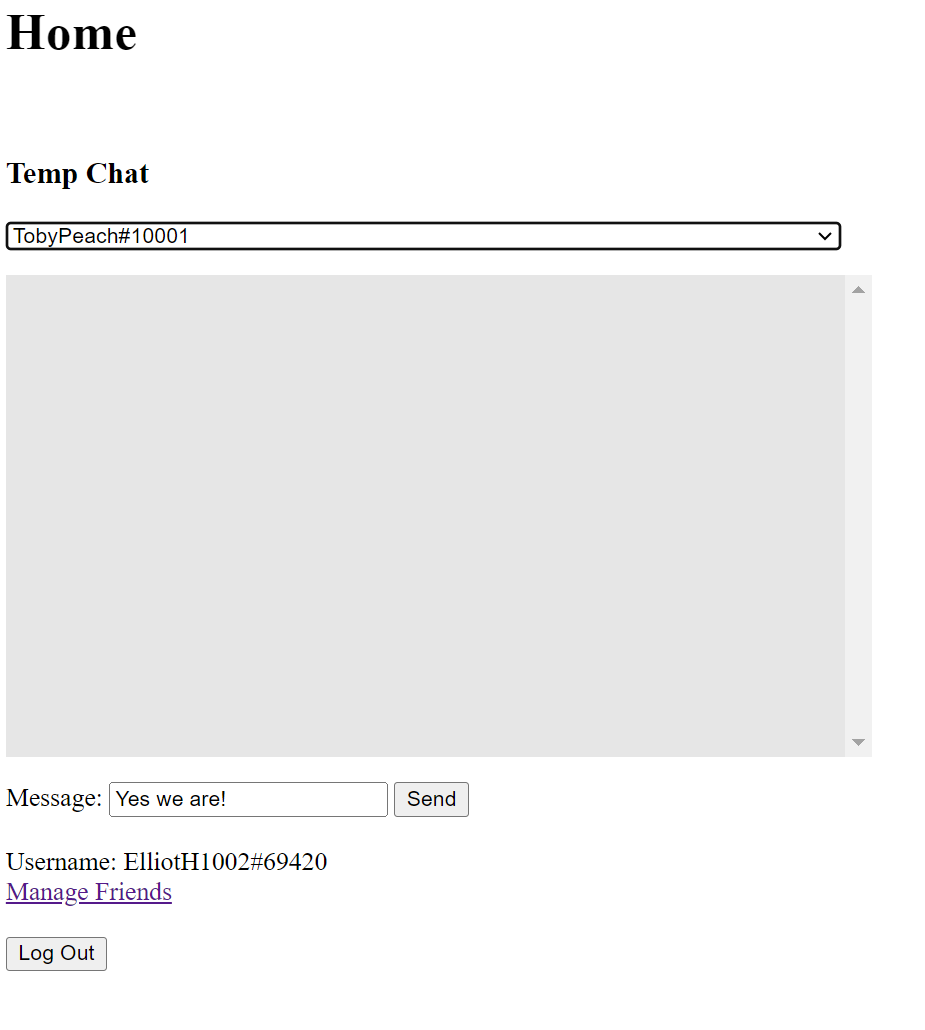 Home
Temp Chat
TobyPeach#10001
Message: Yes we are! Send
Username: ElliotH1002#69420
Manage Friends
Log Out